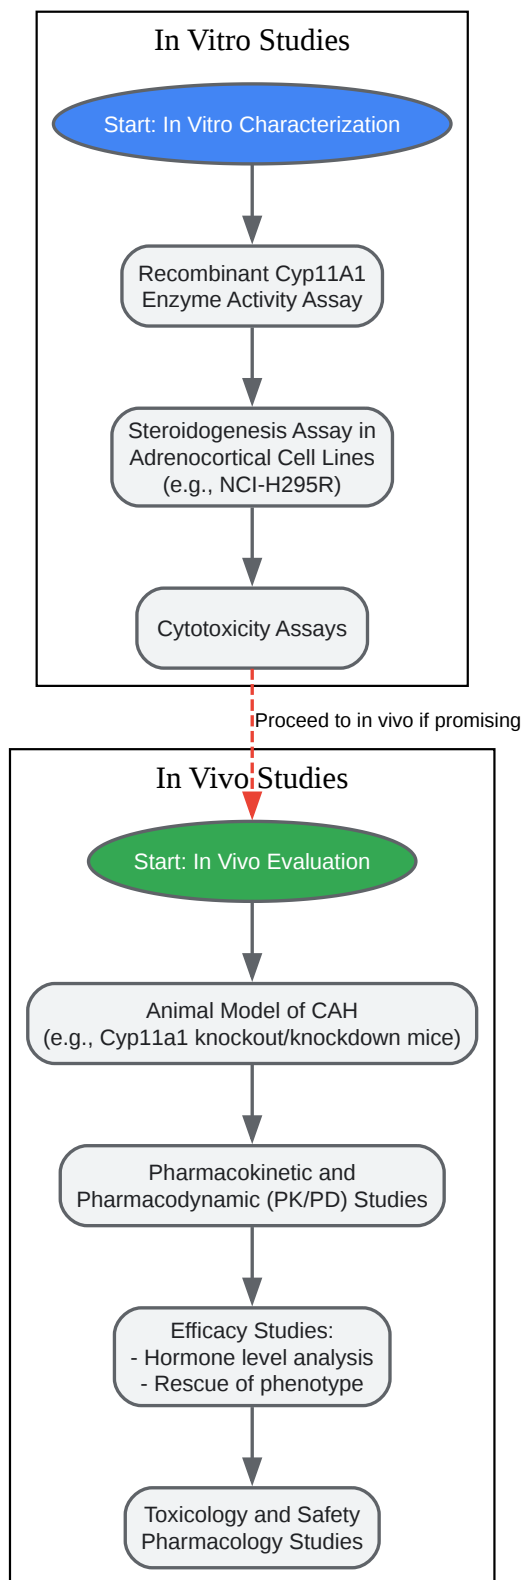 In Vitro Studies
Start: In Vitro Characterization
Recombinant Cyp11A1
Enzyme Activity Assay
Steroidogenesis Assay in
Adrenocortical Cell Lines
(e.g., NCI-H295R)
Cytotoxicity Assays
Proceed to in vivo if promising
In Vivo Studies
Start: In Vivo Evaluation
Animal Model of CAH
(e.g., Cyp11a1 knockout/knockdown mice)
Pharmacokinetic and
Pharmacodynamic (PK/PD) Studies
Efficacy Studies:
- Hormone level analysis
- Rescue of phenotype
Toxicology and Safety
Pharmacology Studies